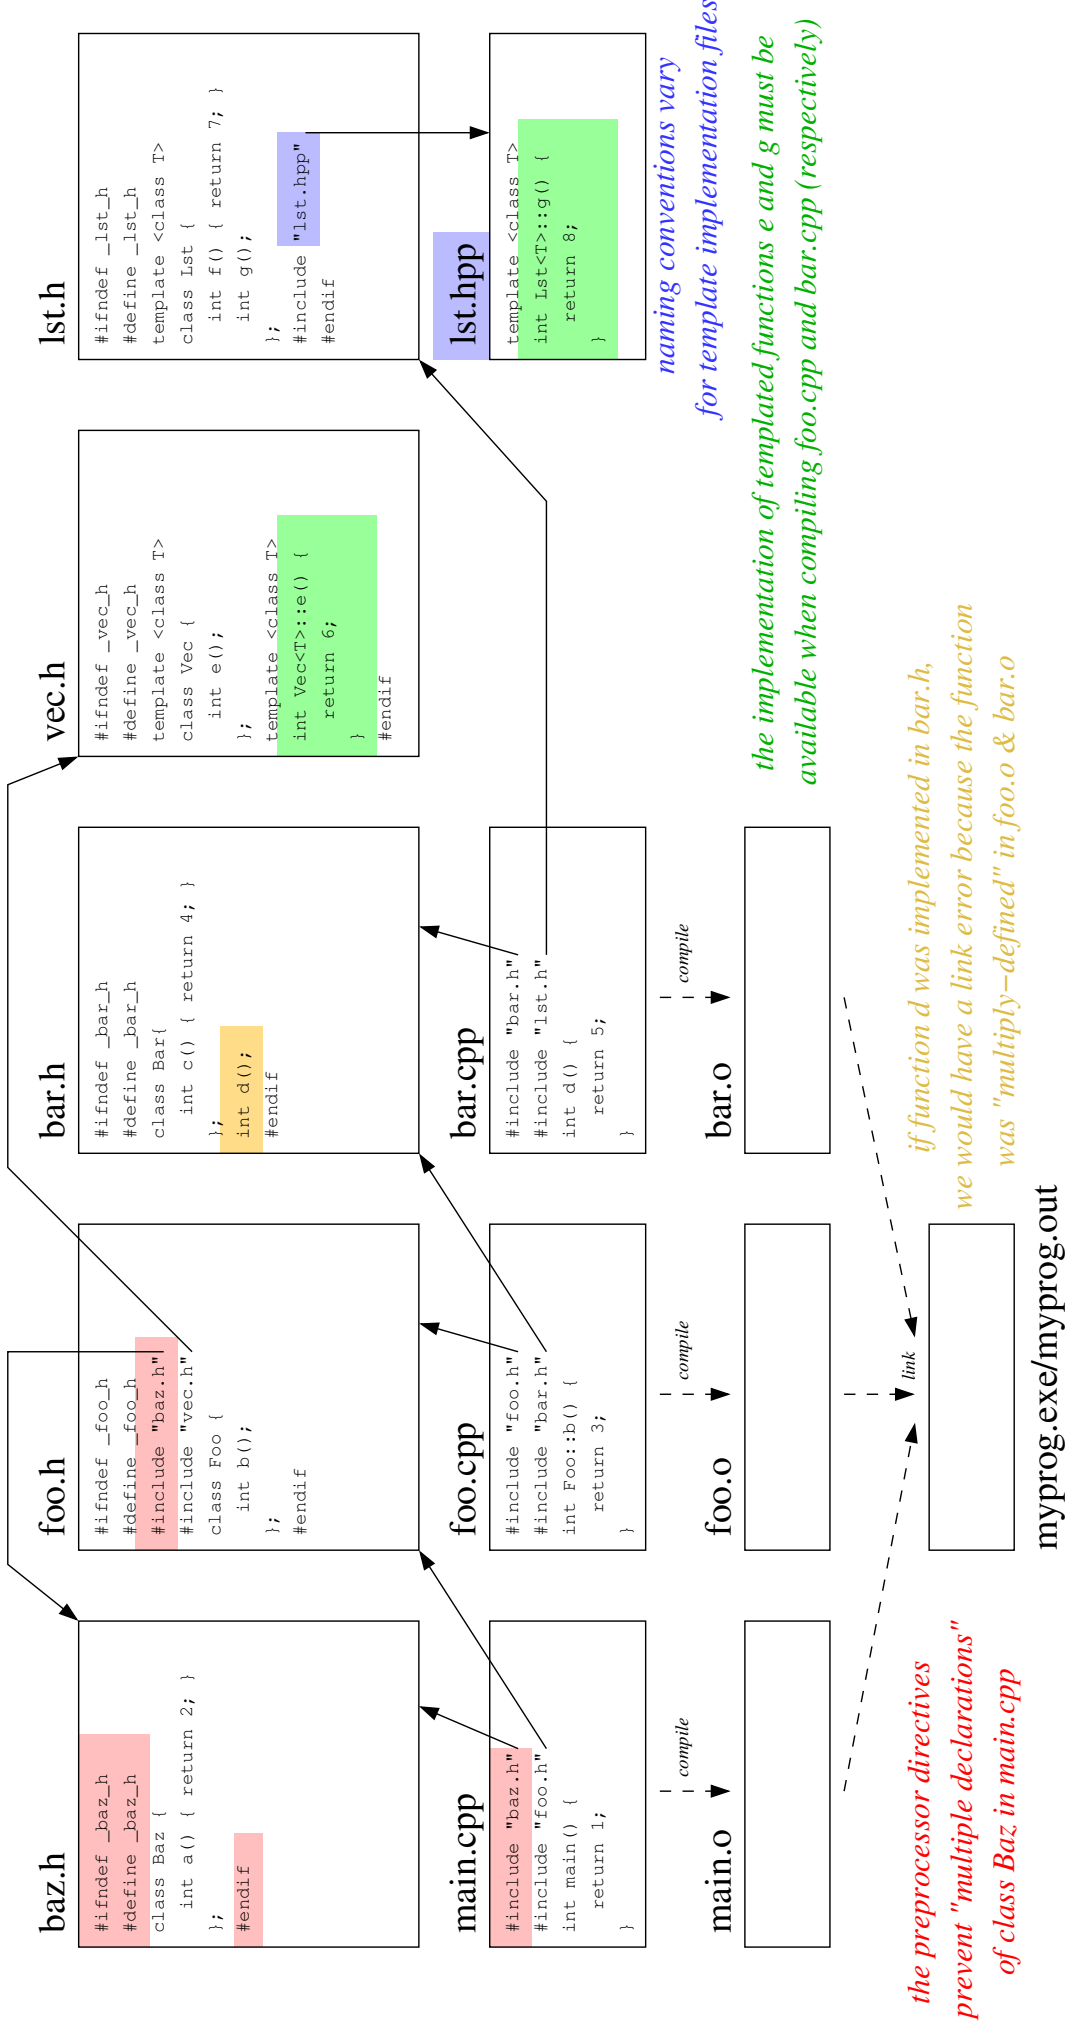 baz.h
#ifndef _baz_h
#define _baz_h
class Baz {
int a() { return 2; }
};
#endif
foo.h
#ifndef _foo_h
#define _foo_h
#include "baz.h"
#include "vec.h"
class Foo {
int b();
};
#endif
bar.h
#ifndef _bar_h
#define _bar_h
class Bar{
int c() { return 4; }
};
int d();
#endif
vec.h
#ifndef _vec_h
#define _vec_h
template <class T>
class Vec {
int e();
};
template <class T>
int Vec<T>::e() {
return 6;
}
#endif
lst.h
#ifndef _lst_h
#define _lst_h
template <class T>
class Lst {
int f() { return 7; }
int g();
};
#include "lst.hpp"
#endif
main.cpp
#include "baz.h"
#include "foo.h"
int main() {
return 1;
}
foo.cpp
#include "foo.h"
#include "bar.h"
int Foo::b() {
return 3;
}
bar.cpp
#include "bar.h"
#include "lst.h"
int d() {
return 5;
}
lst.hpp
template <class T>
int Lst<T>::g() {
return 8;
}
naming conventions vary
for template implementation files
compile
compile
compile
main.o
foo.o
bar.o
the implementation of templated functions e and g must be
available when compiling foo.cpp and bar.cpp (respectively)
link
the preprocessor directives
prevent "multiple declarations"
of class Baz in main.cpp
if function d was implemented in bar.h,
we would have a link error because the function
was "multiply−defined" in foo.o & bar.o
myprog.exe/myprog.out